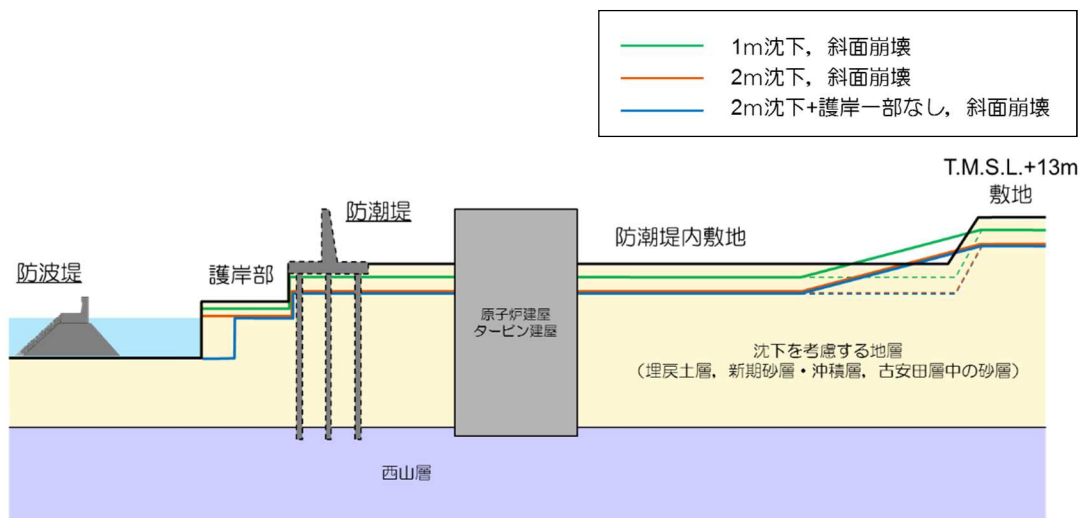 1m沈下，斜面崩壊
2m沈下，斜面崩壊
2m沈下+護岸一部なし，斜面崩壊
T.M.S.L.+13m
敷地
防潮堤
防潮堤内敷地
防波堤
護岸部
原子炉建屋
タービン建屋
沈下を考慮する地層
（埋戻土層，新期砂層・沖積層，古安田層中の砂層）
西山層